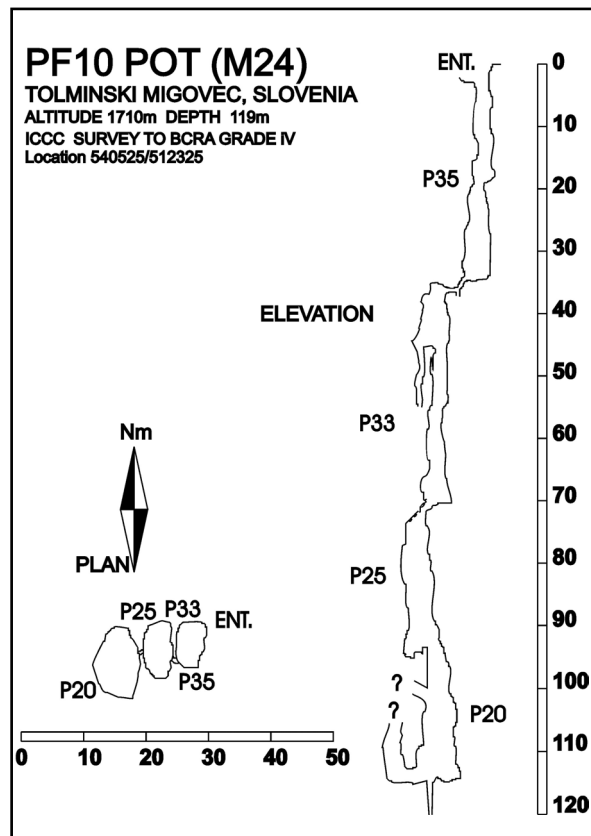 PF10 POT (M24)
TOLMINSKI MIGOVEC, SLOVENIA
ALTITUDE 1710m DEPTH 119m
ICCC SURVEY TO BCRA GRADE IV
Location 540525/512325
ENT.
P35
ELEVATION
P33
P25
?
?
P20
0
10
20
30
40
50
60
70
80
90
100
110
120
Nm
PLAN
P25 P33
ENT.
P20
P35
0 10 20 30 50